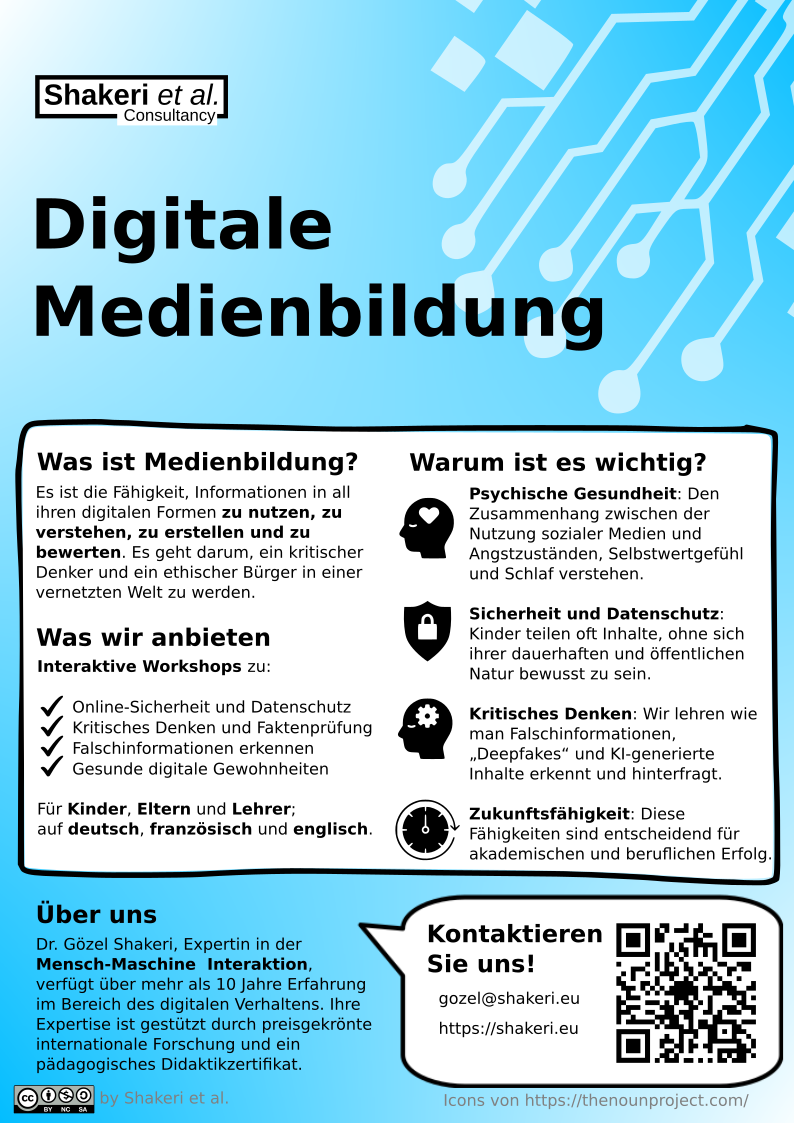 Shakeri et al.
Consultancy
Digitale
Medienbildung
Was ist Medienbildung?
Es ist die Fähigkeit, Informationen in all
ihren digitalen Formen zu nutzen, zu
verstehen, zu erstellen und zu
bewerten. Es geht darum, ein kritischer
Denker und ein ethischer Bürger in einer
vernetzten Welt zu werden.
Was wir anbieten
Interaktive Workshops zu:
Online-Sicherheit und Datenschutz
Kritisches Denken und Faktenprüfung
Falschinformationen erkennen
Gesunde digitale Gewohnheiten
Für Kinder, Eltern und Lehrer;
auf deutsch, französisch und englisch.
Warum ist es wichtig?
Psychische Gesundheit: Den
Zusammenhang zwischen der
Nutzung sozialer Medien und
Angstzuständen, Selbstwertgefühl
und Schlaf verstehen.
Sicherheit und Datenschutz:
Kinder teilen oft Inhalte, ohne sich
ihrer dauerhaften und öffentlichen
Natur bewusst zu sein.
Kritisches Denken: Wir lehren wie
man Falschinformationen,
„Deepfakes“ und KI-generierte
Inhalte erkennt und hinterfragt.
Zukunftsfähigkeit: Diese
Fähigkeiten sind entscheidend für
akademischen und beruflichen Erfolg.
Über uns
Dr. Gözel Shakeri, Expertin in der
Mensch-Maschine Interaktion,
verfügt über mehr als 10 Jahre Erfahrung
im Bereich des digitalen Verhaltens. Ihre
Expertise ist gestützt durch preisgekrönte
internationale Forschung und ein
pädagogisches Didaktikzertifikat.
Kontaktieren
Sie uns!
gozel@shakeri.eu
https://shakeri.eu
cc BY NC SA by Shakeri et al.
Icons von https://thenounproject.com/